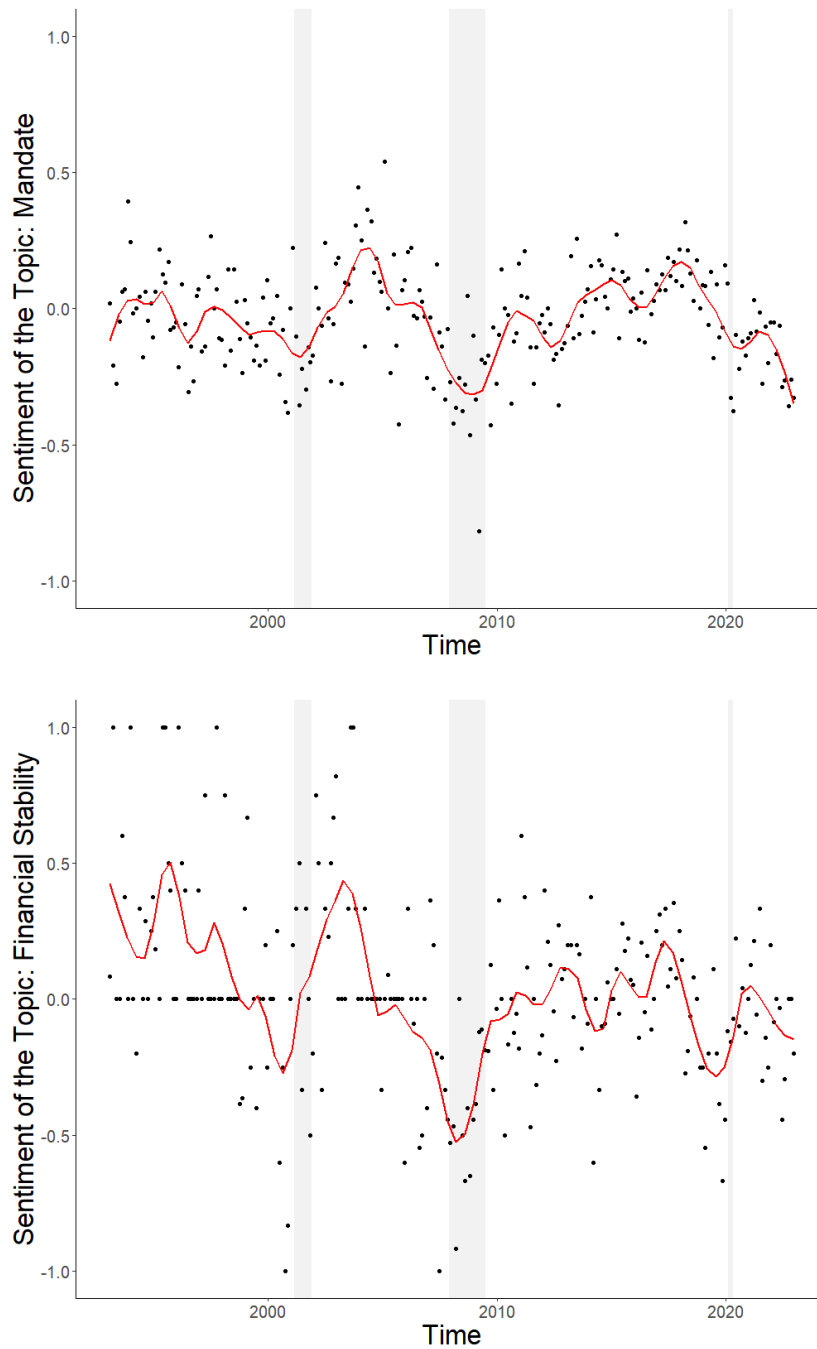 Sentiment of the Topic: Mandate
1.0
0.5
0.0
-0.5
-1.0
2000 2010 2020
Time
Sentiment of the Topic: Financial Stability
1.0
0.5
0.0
-0.5
-1.0
2000 2010 2020
Time